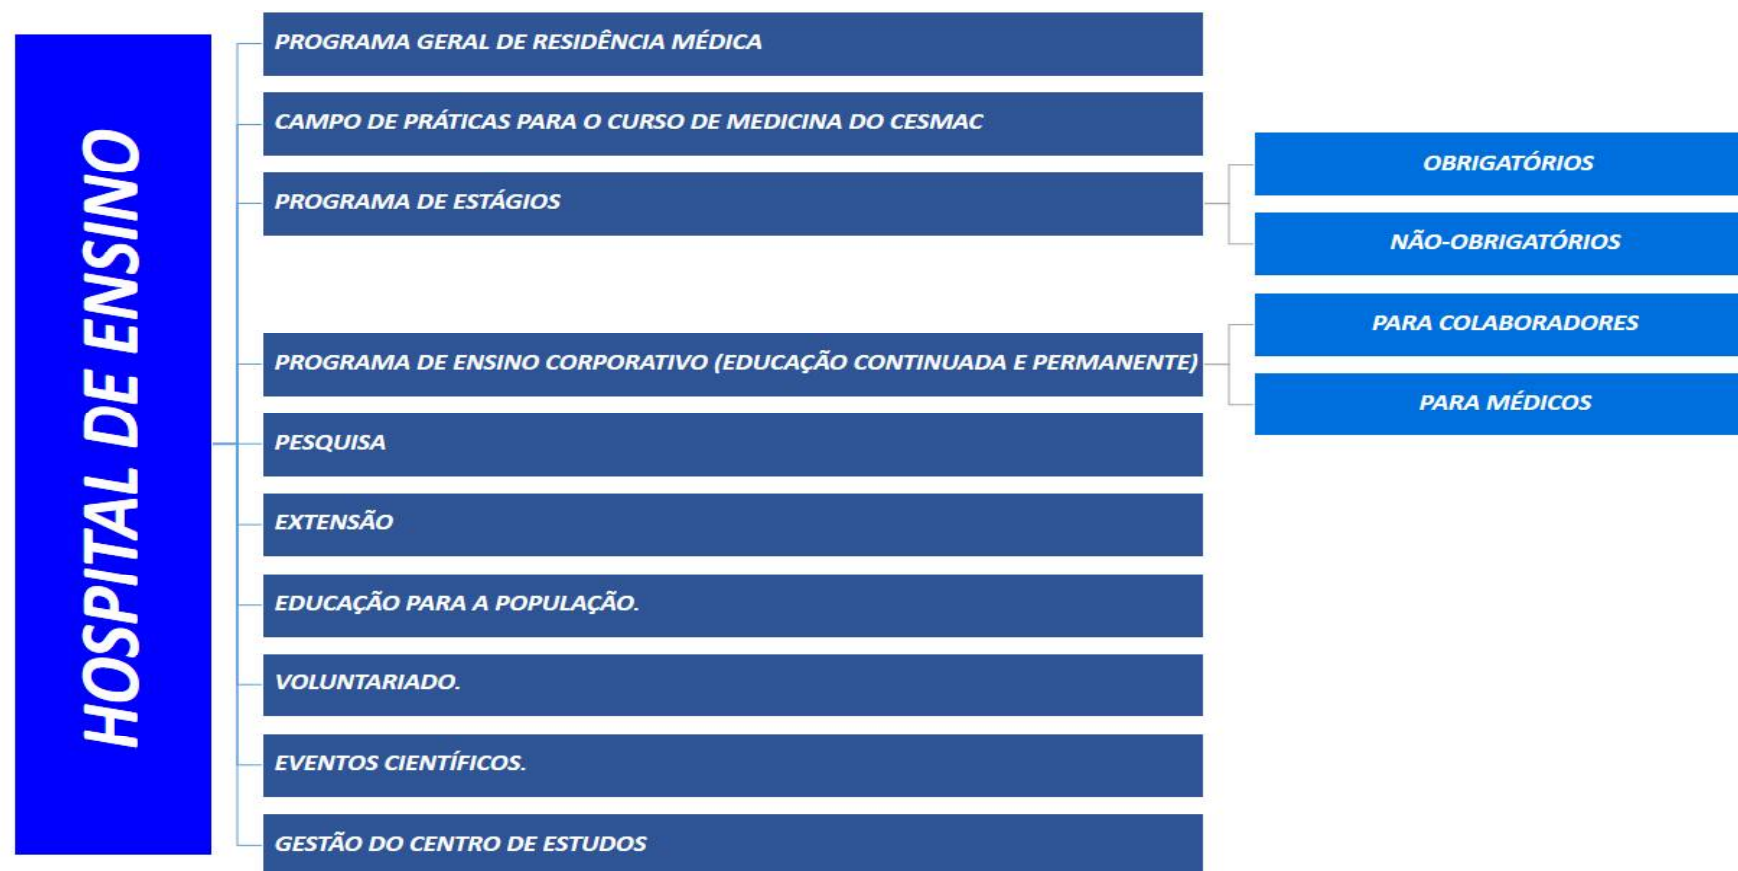 HOSPITAL DE ENSINO
PROGRAMA GERAL DE RESIDÊNCIA MÉDICA
CAMPO DE PRÁTICAS PARA O CURSO DE MEDICINA DO CESMAC
PROGRAMA DE ESTÁGIOS
OBRIGATÓRIOS
NÃO-OBRIGATÓRIOS
PROGRAMA DE ENSINO CORPORATIVO (EDUCAÇÃO CONTINUADA E PERMANENTE)
PARA COLABORADORES
PARA MÉDICOS
PESQUISA
EXTENSÃO
EDUCAÇÃO PARA A POPULAÇÃO.
VOLUNTARIADO.
EVENTOS CIENTÍFICOS.
GESTÃO DO CENTRO DE ESTUDOS